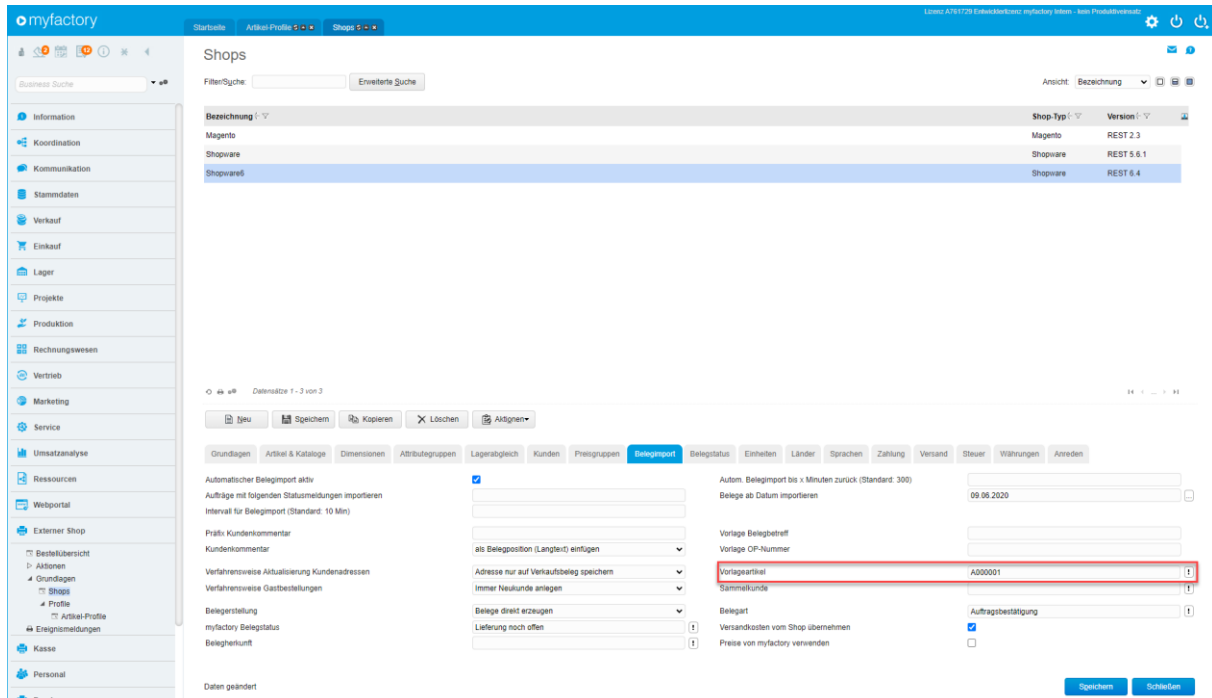 Lizenz A761729 Entwicklerlizenz myfactory Intern - kein Produktiveinsatz
myfactory
Startseite Artikel-Profile Shops
Shops
Business Suche
Filter/Suche: Erweiterte Suche Ansicht: Bezeichnung
Information
Koordination
Kommunikation
Stammdaten
Verkauf
Einkauf
Lager
Projekte
Produktion
Rechnungswesen
Vertrieb
Marketing
Service
Umsatzanalyse
Ressourcen
Webportal
Externer Shop
Bestellübersicht
Aktionen
Grundlagen
Shops
Profile
Artikel-Profile
Ereignismeldungen
Kasse
Personal
Bezeichnung Shop-Typ Version
Magento Magento REST 2.3
Shopware Shopware REST 5.6.1
Shopware6 Shopware REST 6.4
Datensätze 1 - 3 von 3
Neu Speichern Kopieren Löschen Aktionen
Grundlagen Artikel & Kataloge Dimensionen Attributegruppen Lagerabgleich Kunden Preisgruppen Belegimport Belegstatus Einheiten Länder Sprachen Zahlung Versand Steuer Währungen Anreden
Automatischer Belegimport aktiv Autom. Belegimport bis x Minuten zurück (Standard: 300)
Aufträge mit folgenden Statusmeldungen importieren Belege ab Datum importieren 09.06.2020
Intervall für Belegimport (Standard: 10 Min)
Präfix Kundenkommentar Vorlage Belegbetreff
Kundenkommentar als Belegposition (Langtext) einfügen Vorlage OP-Nummer
Verfahrensweise Aktualisierung Kundenadressen Adresse nur auf Verkaufsbeleg speichern Vorlageartikel A000001
Verfahrensweise Gastbestellungen Immer Neukunde anlegen Sammelkunde
Belegerstellung Belege direkt erzeugen Belegart Auftragsbestätigung
myfactory Belegstatus Lieferung noch offen Versandkosten vom Shop übernehmen
Belegherkunft Preise von myfactory verwenden
Daten geändert Speichern Schließen